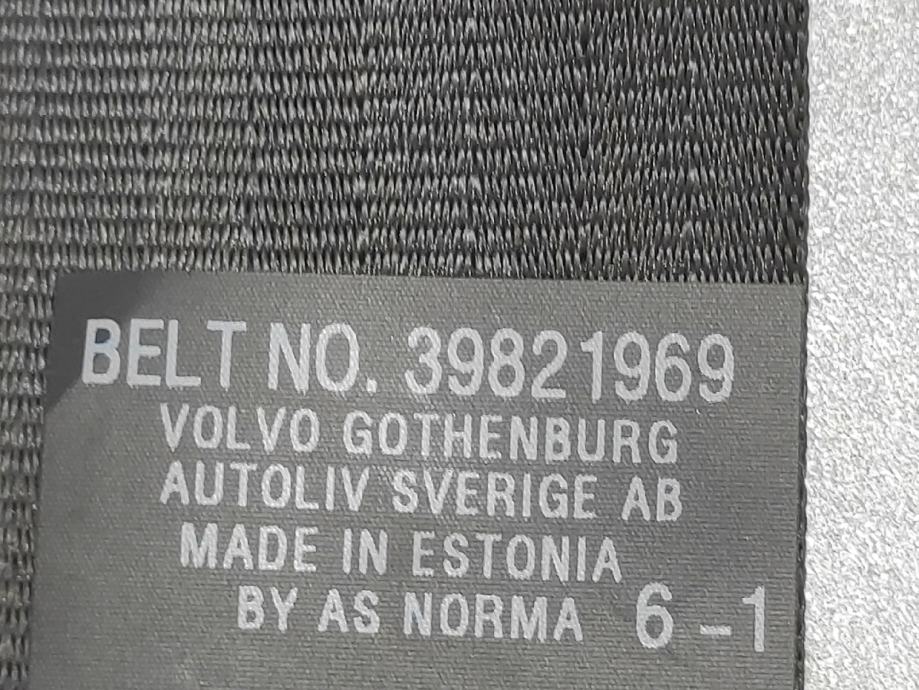 BELT NO. 39821969
VOLVO GOTHENBURG
AUTOLIV SVERIGE AB
MADE IN ESTONIA
BY AS NORMA 6-1